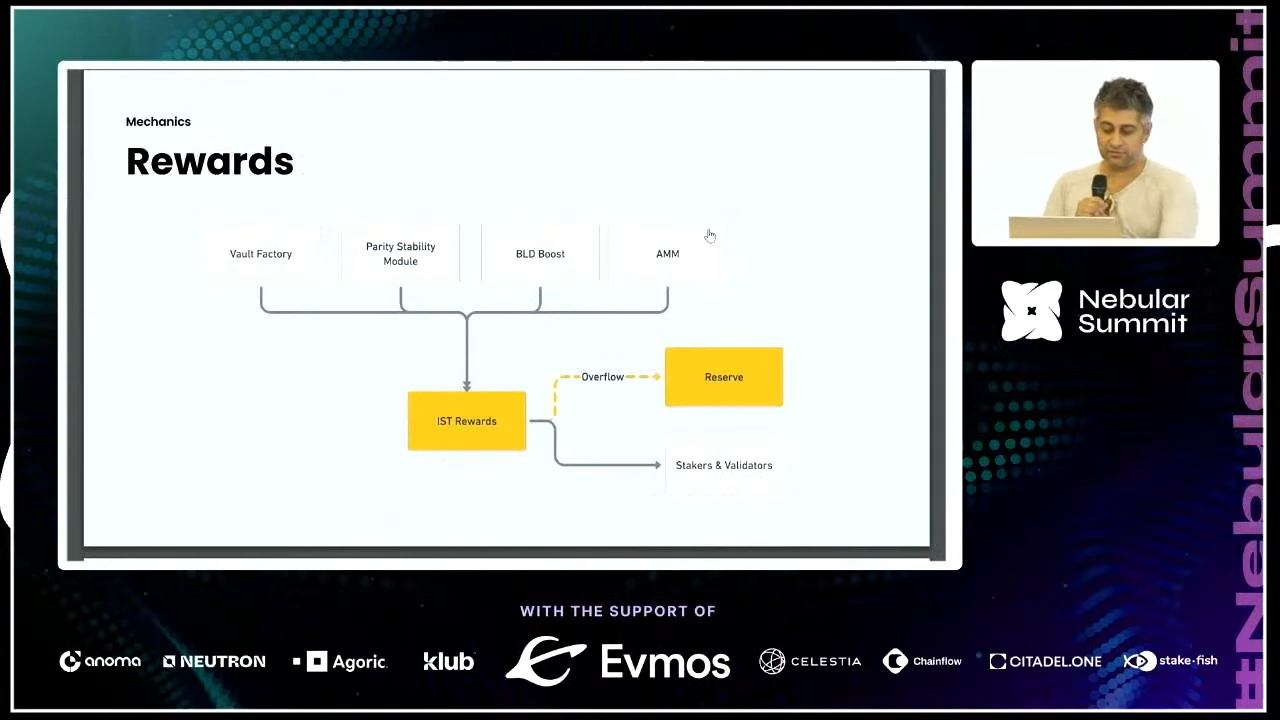 Mechanics
Rewards
Vault Factory
Parity Stability
Module
BLD Boost
AMM
Overflow
Reserve
IST Rewards
Stakers & Validators
Nebular
Summit
#NebularSummit
WITH THE SUPPORT OF
anoma
NEUTRON
Agoric
klub
Evmos
CELESTIA
Chainflow
CITADEL.ONE
stake·fish